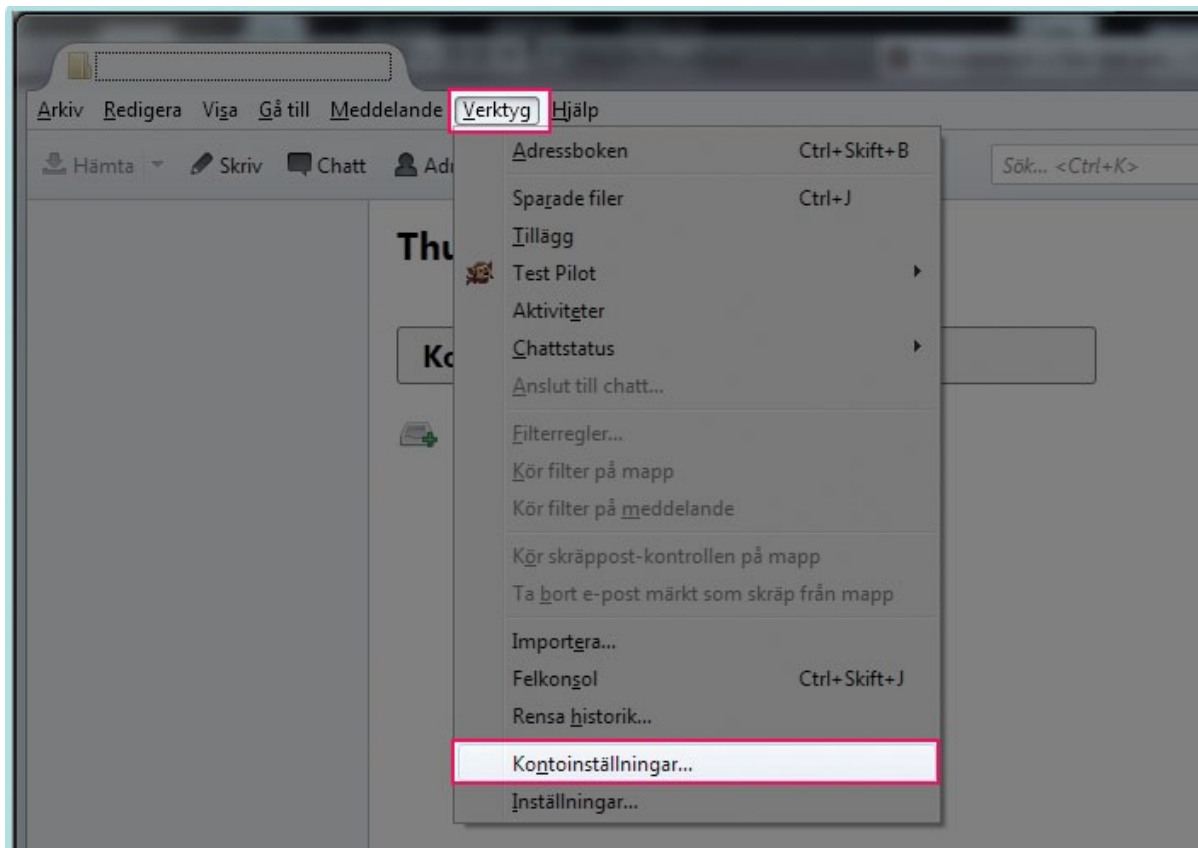 Arkiv Redigera Visa Gå till Meddelande Verktyg Hjälp
Hämta Skriv Chatt Sök... <Ctrl+K>
Adressboken Ctrl+Skift+B
Sparade filer Ctrl+J
Tillägg
Test Pilot
Aktiviteter
Chattstatus
Anslut till chatt...
Filterregler...
Kör filter på mapp
Kör filter på meddelande
Kör skräppost-kontrollen på mapp
Ta bort e-post märkt som skräp från mapp
Importera...
Felkonsol Ctrl+Skift+J
Rensa historik...
Kontoinställningar...
Inställningar...